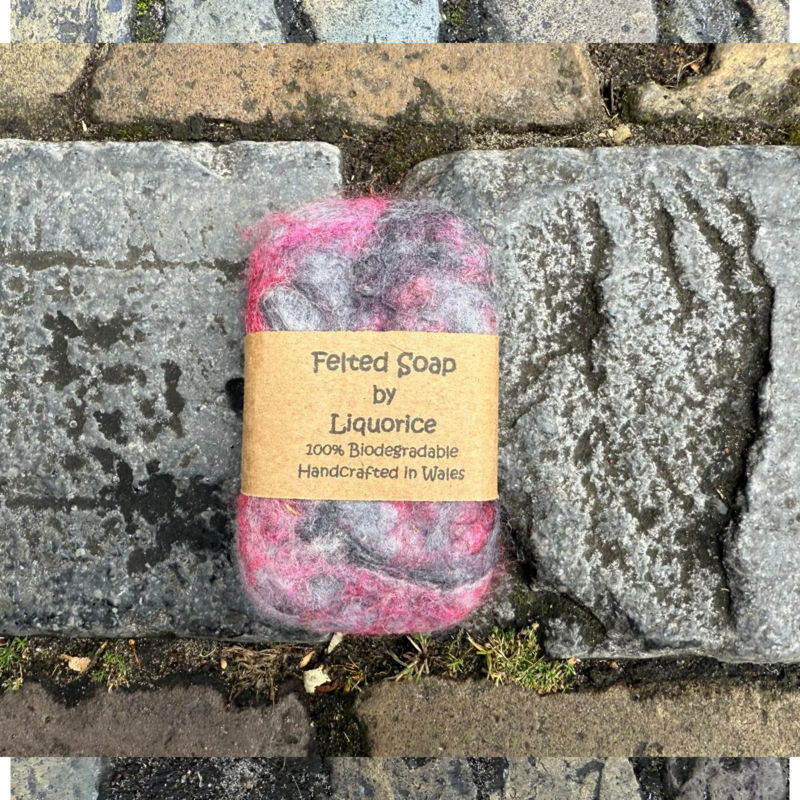 Felted Soap
by
Liquorice
100% Biodegradable
Handcrafted in Wales